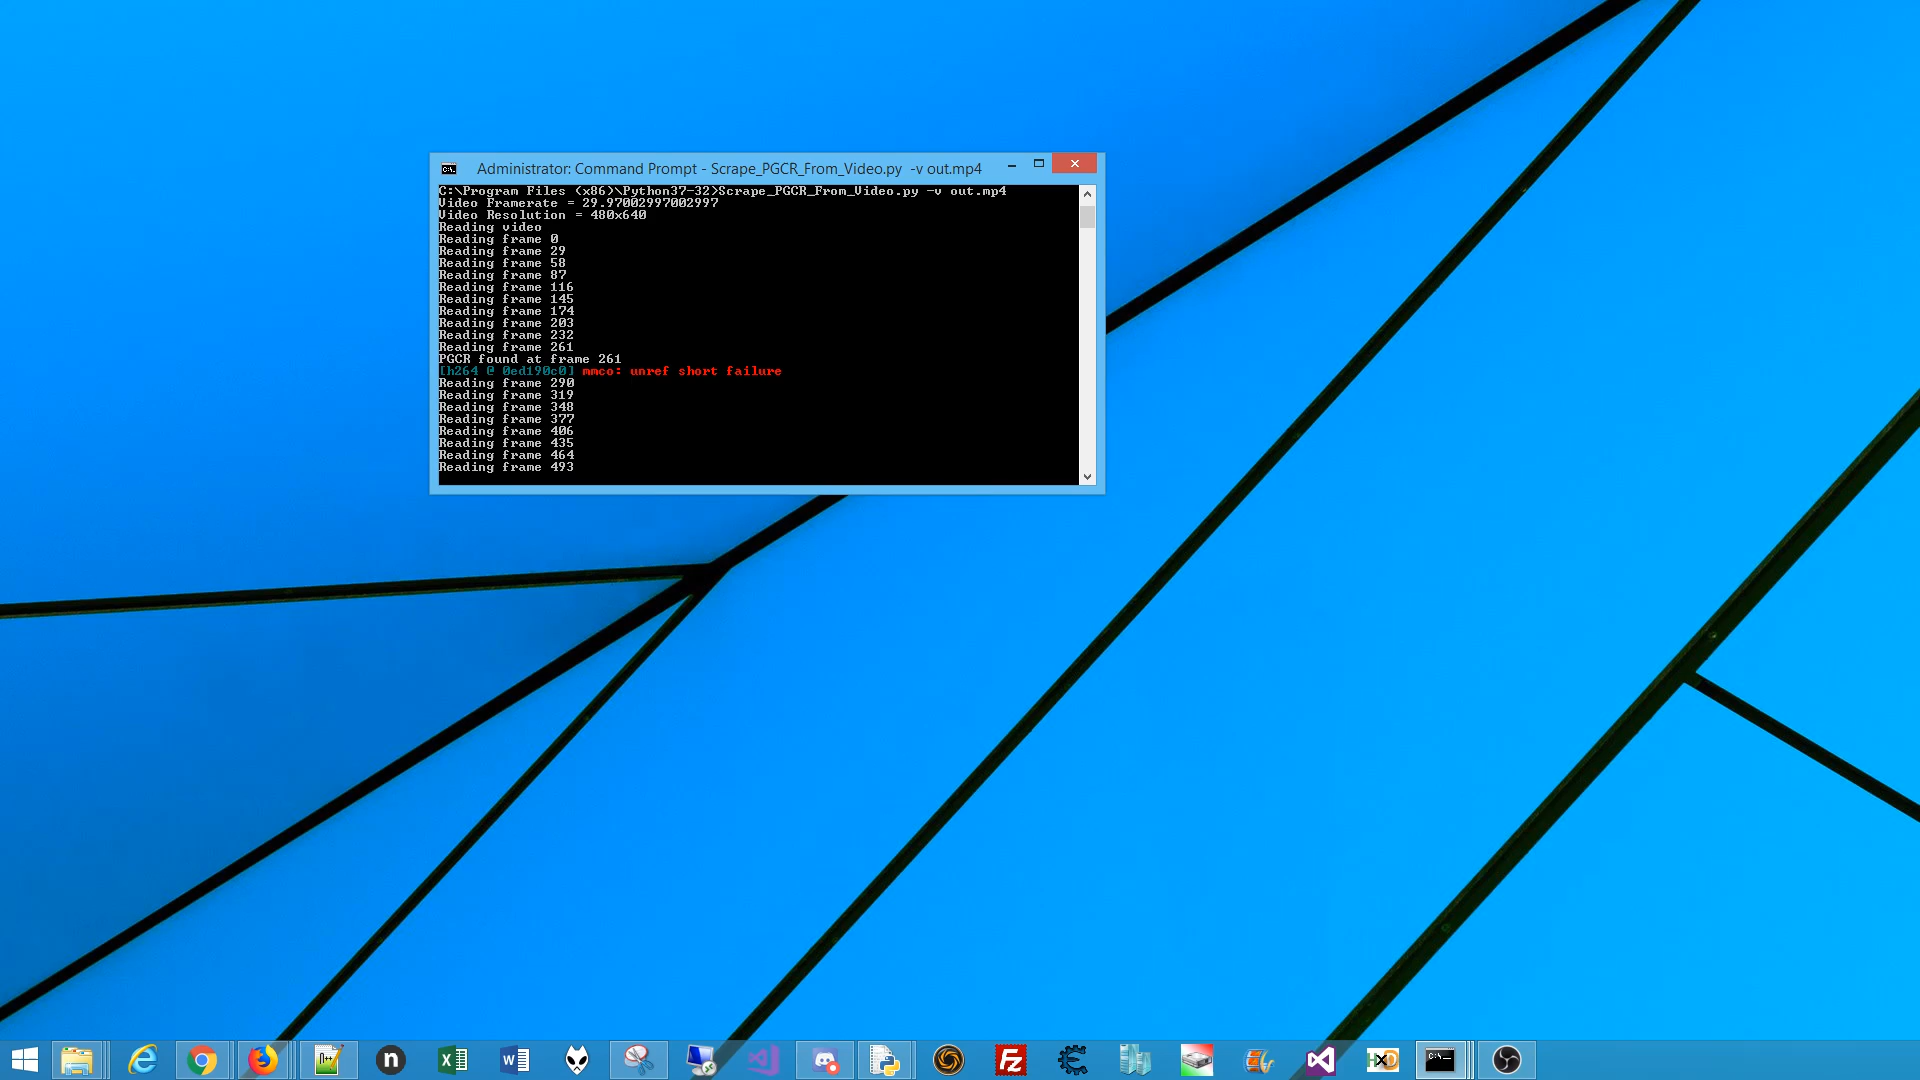 Administrator: Command Prompt - Scrape_PGCR_From_Video.py  -v out.mp4
C:\Program Files (x86)\Python37-32>Scrape_PGCR_From_Video.py -v out.mp4
Video Framerate = 29.97002997002997
Video Resolution = 480x640
Reading video
Reading frame 0
Reading frame 29
Reading frame 58
Reading frame 87
Reading frame 116
Reading frame 145
Reading frame 174
Reading frame 203
Reading frame 232
Reading frame 261
PGCR found at frame 261
[h264 @ 0ed190c0] mmco: unref short failure
Reading frame 290
Reading frame 319
Reading frame 348
Reading frame 377
Reading frame 406
Reading frame 435
Reading frame 464
Reading frame 493